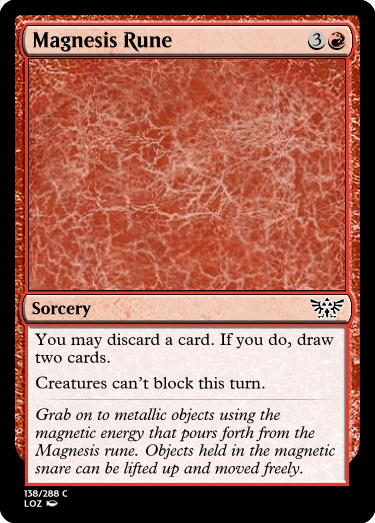 Magnesis Rune 3
Sorcery
You may discard a card. If you do, draw
two cards.
Creatures can't block this turn.
Grab on to metallic objects using the
magnetic energy that pours forth from the
Magnesis rune. Objects held in the magnetic
snare can be lifted up and moved freely.
138/288 C
LOZ